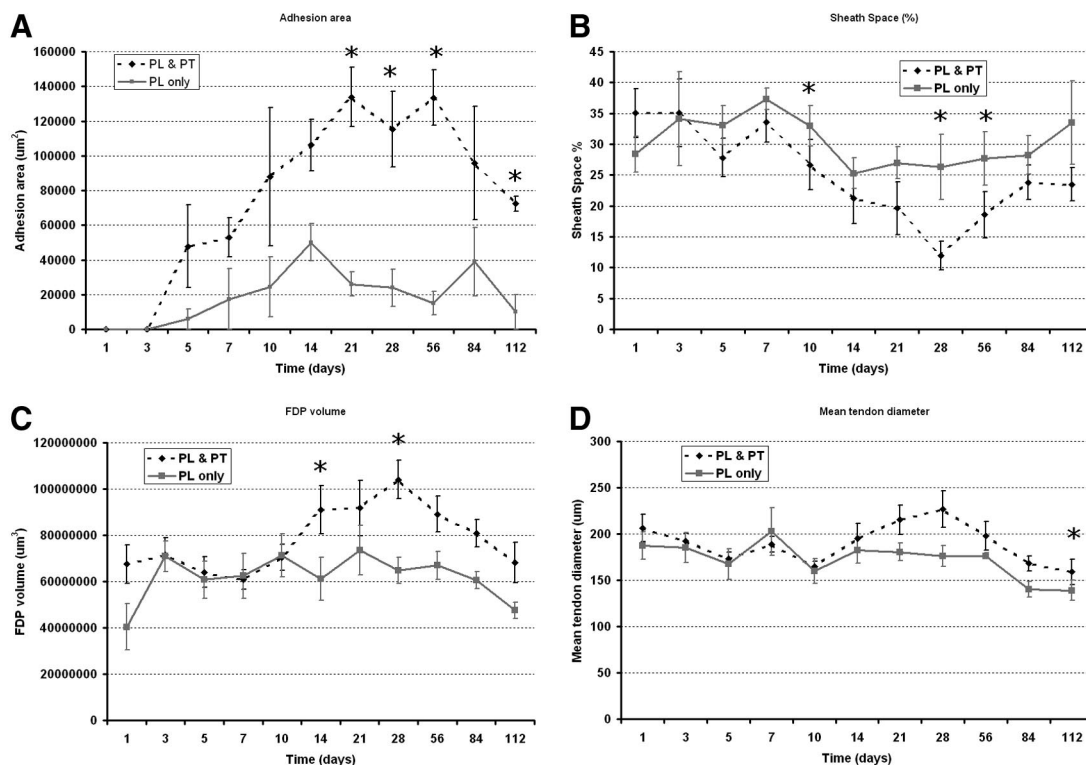 A
Adhesion area
PL & PT
PL only
Adhesion area (um2)
160000
140000
120000
100000
80000
60000
40000
20000
0
* * * *
1 3 5 7 10 14 21 28 56 84 112
Time (days)
B
Sheath Space (%)
PL & PT
PL only
Sheath Space %
45
40
35
30
25
20
15
10
5
0
* * *
1 3 5 7 10 14 21 28 56 84 112
Time (days)
C
FDP volume
PL & PT
PL only
FDP volume (um3)
120000000
100000000
80000000
60000000
40000000
20000000
0
* *
1 3 5 7 10 14 21 28 56 84 112
Time (days)
D
Mean tendon diameter
PL & PT
PL only
Mean tendon diameter (um)
300
250
200
150
100
50
0
*
1 3 5 7 10 14 21 28 56 84 112
Time (days)